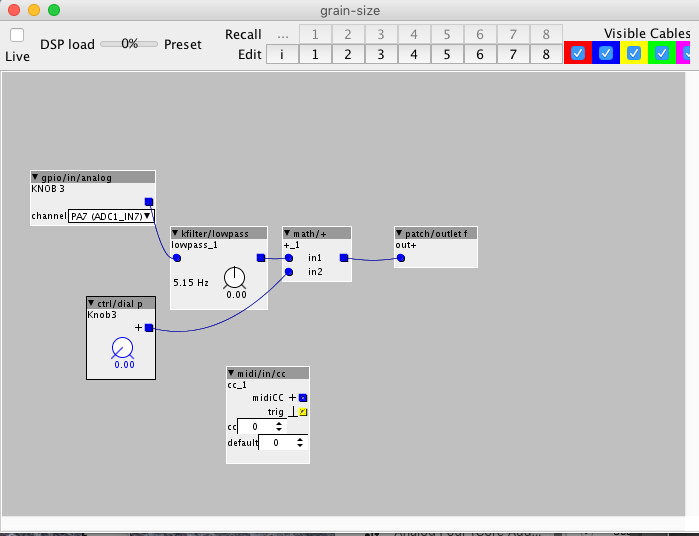 grain-size
Live
DSP load 0% Preset
Recall ... 1 2 3 4 5 6 7 8
Edit i 1 2 3 4 5 6 7 8
Visible Cables
gpio/in/analog
KNOB 3
channel PA7 (ADC1_IN7)
kfilter/lowpass
lowpass_1
5.15 Hz
0.00
math/+
+_1
in1
in2
patch/outlet f
out+
ctrl/dial p
Knob3
+
0.00
midi/in/cc
cc_1
midiCC +
trig
cc 0
default 0